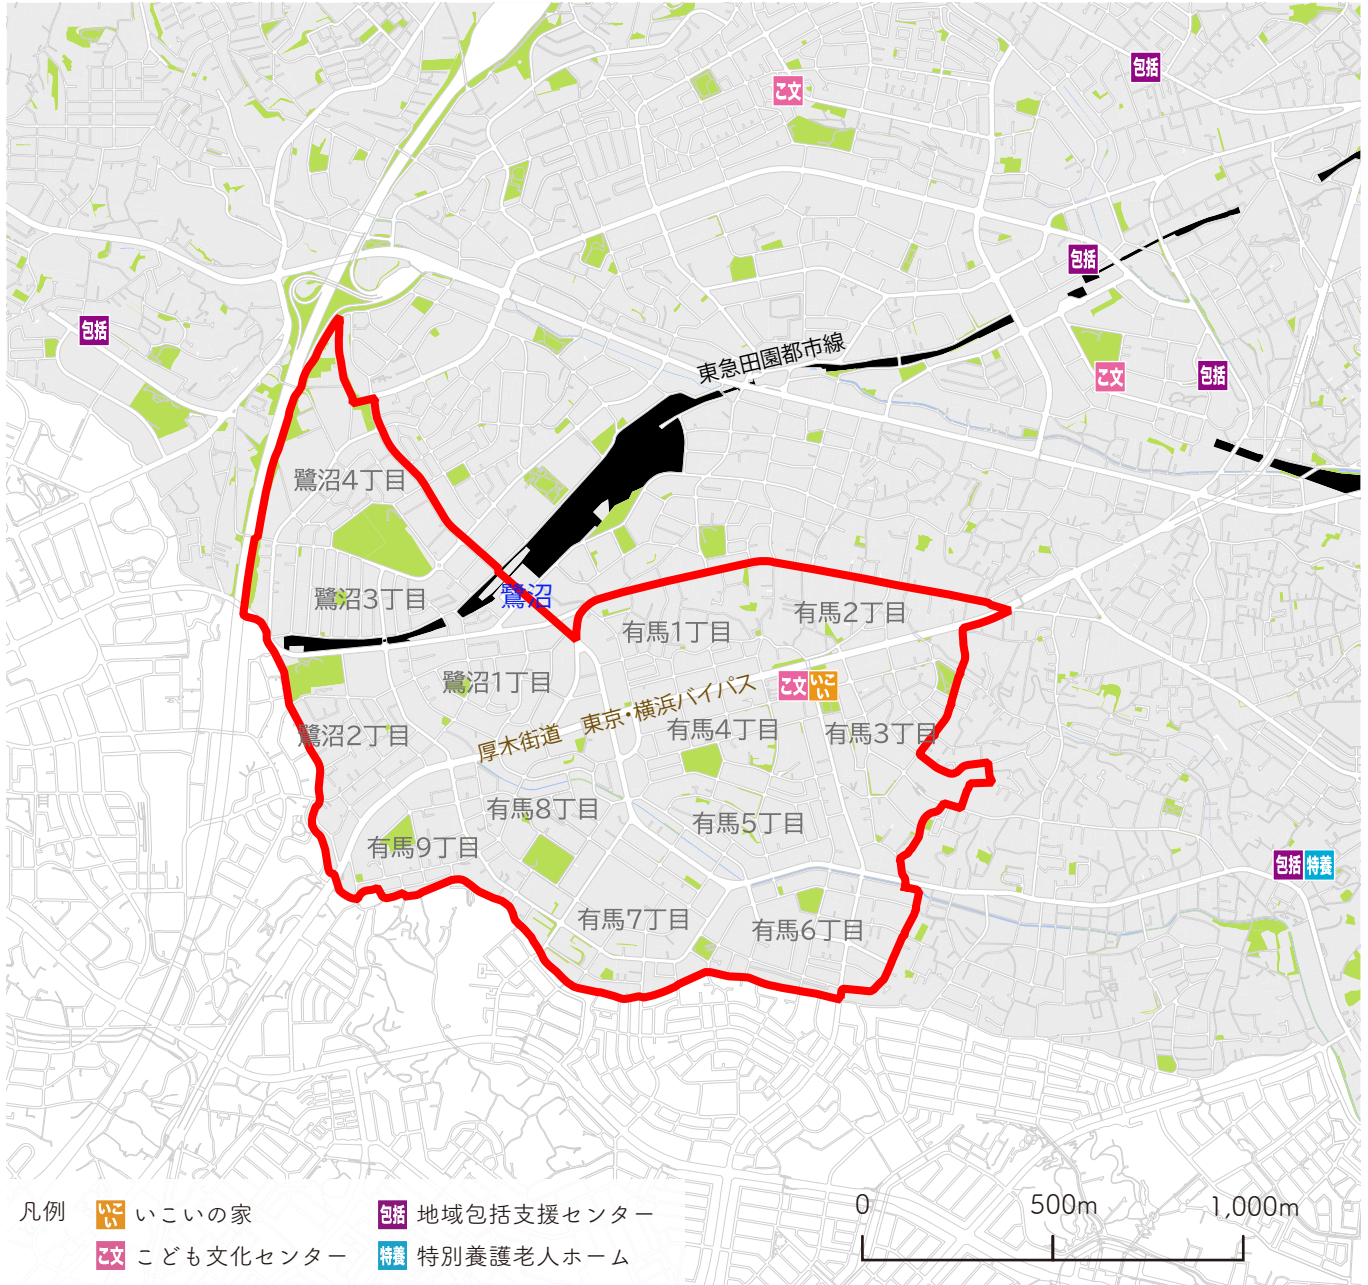 包括
こ文
包括
包括
東急田園都市線
包括
こ文
鷺沼4丁目
鷺沼
鷺沼3丁目
有馬2丁目
有馬1丁目
鷺沼1丁目
こ文 いこい
厚木街道 東京・横浜バイパス
有馬4丁目
有馬3丁目
鷺沼2丁目
有馬8丁目
有馬5丁目
有馬9丁目
包括 特養
有馬7丁目
有馬6丁目
凡例
いこい いこいの家
包括 地域包括支援センター
こ文 こども文化センター
特養 特別養護老人ホーム
0 500m 1,000m
包括